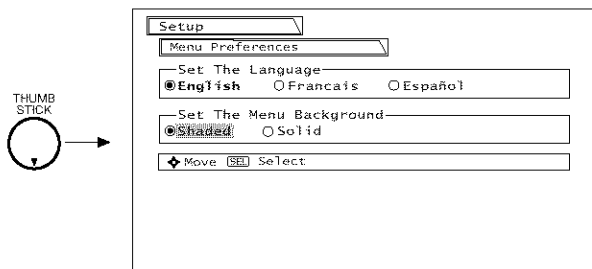 Setup
Menu Preferences
Set The Language
English Francais Español
THUMB
STICK
Set The Menu Background
Shaded Solid
Move SEL Select